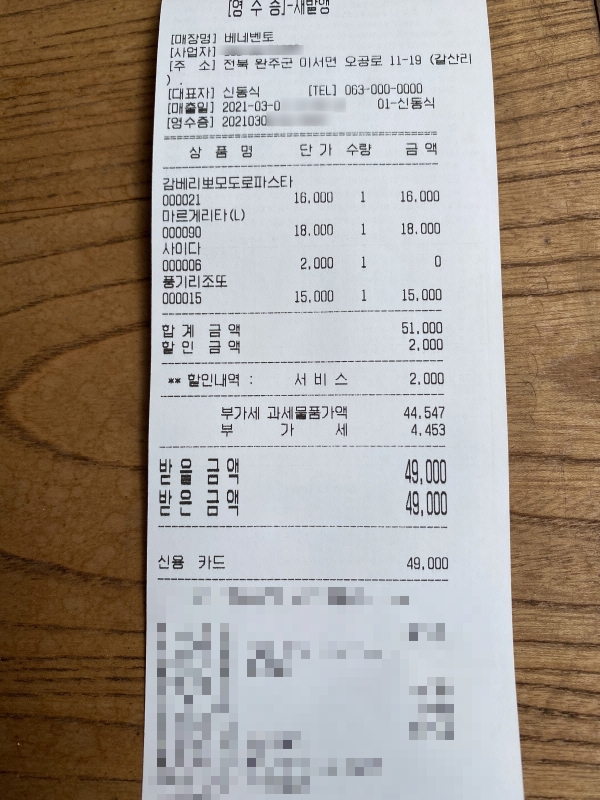 [영 수 증]-새발행
[매장명] 베네벤토
[사업자]
[주 소] 전북 완주군 이서면 오공로 11-19 (갈산리
) .
[대표자] 신동식 [TEL] 063-000-0000
[매출일] 2021-03-0 01-신동식
[영수증] 2021030
상 품 명 단 가 수량 금 액
감베리뽀모도로파스타
000021 16,000 1 16,000
마르게리타(L)
000090 18,000 1 18,000
사이다
000006 2,000 1 0
풍기리조또
000015 15,000 1 15,000
합 계 금 액 51,000
할 인 금 액 2,000
** 할인내역 : 서 비 스 2,000
부가세 과세물품가액 44,547
부 가 세 4,453
받을 금액 49,000
받은 금액 49,000
신용 카드 49,000